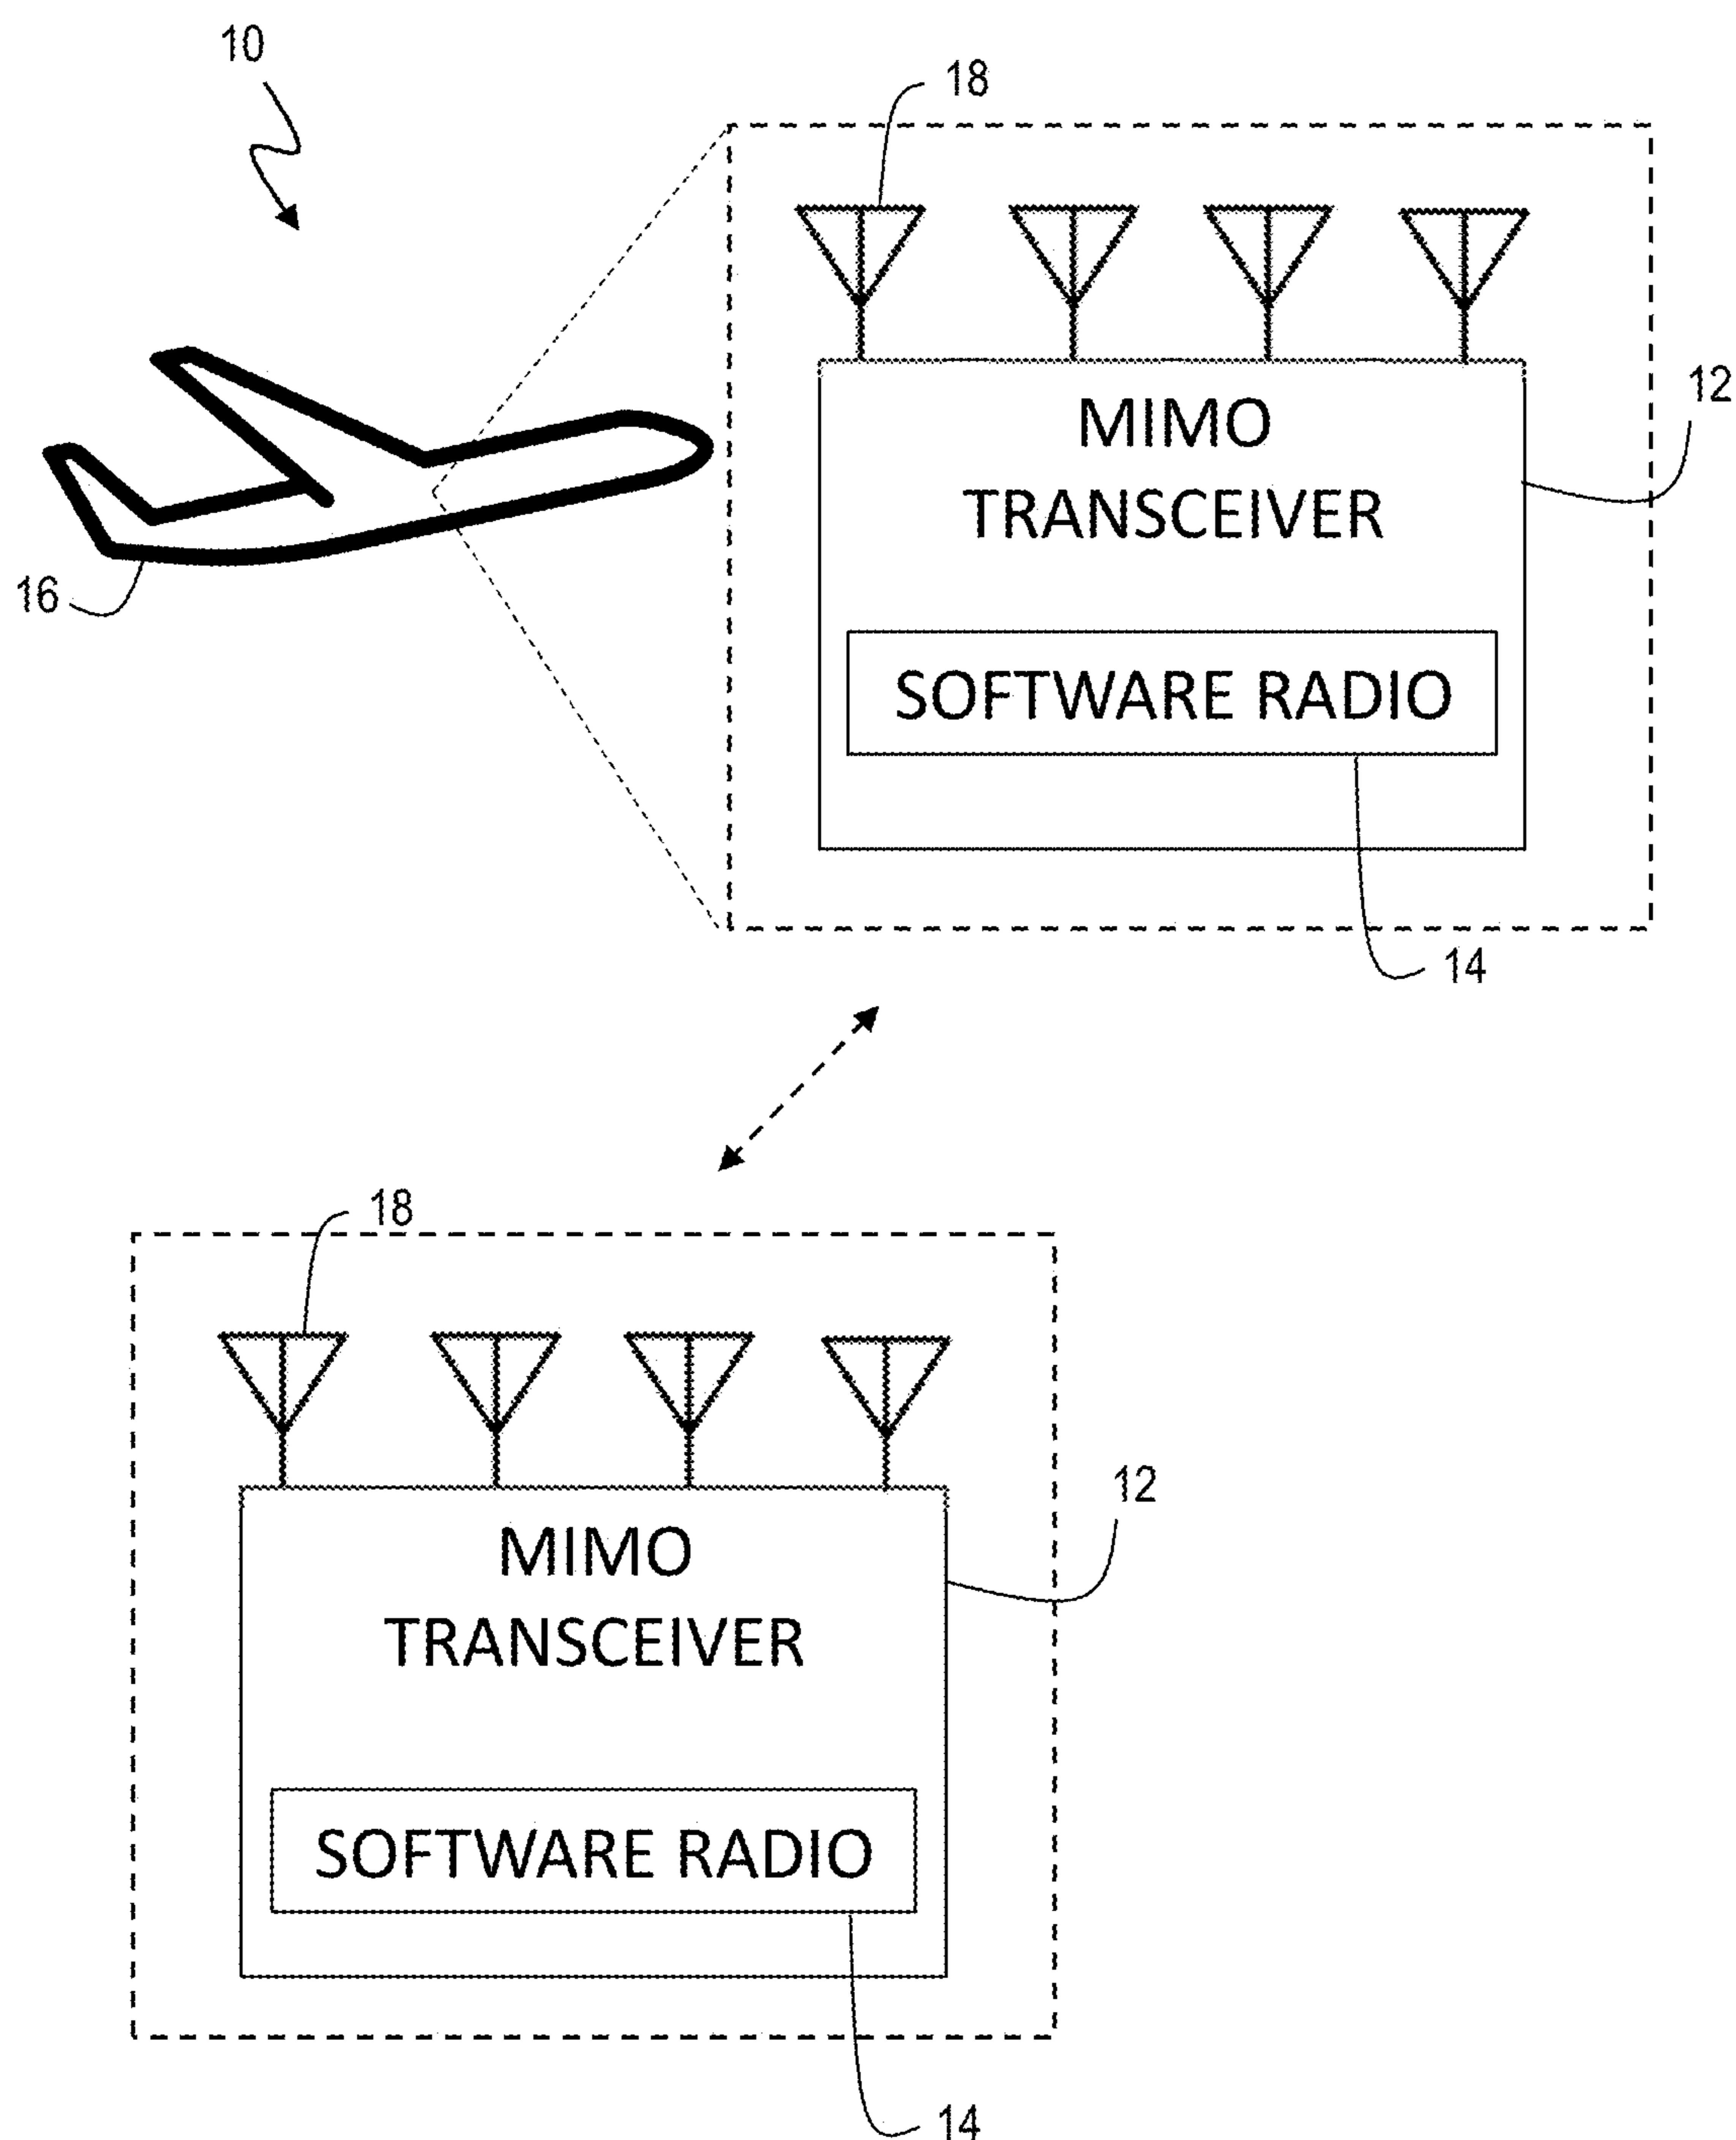 10
18
12
MIMO
TRANSCEIVER
16
SOFTWARE RADIO
14
18
12
MIMO
TRANSCEIVER
SOFTWARE RADIO
14